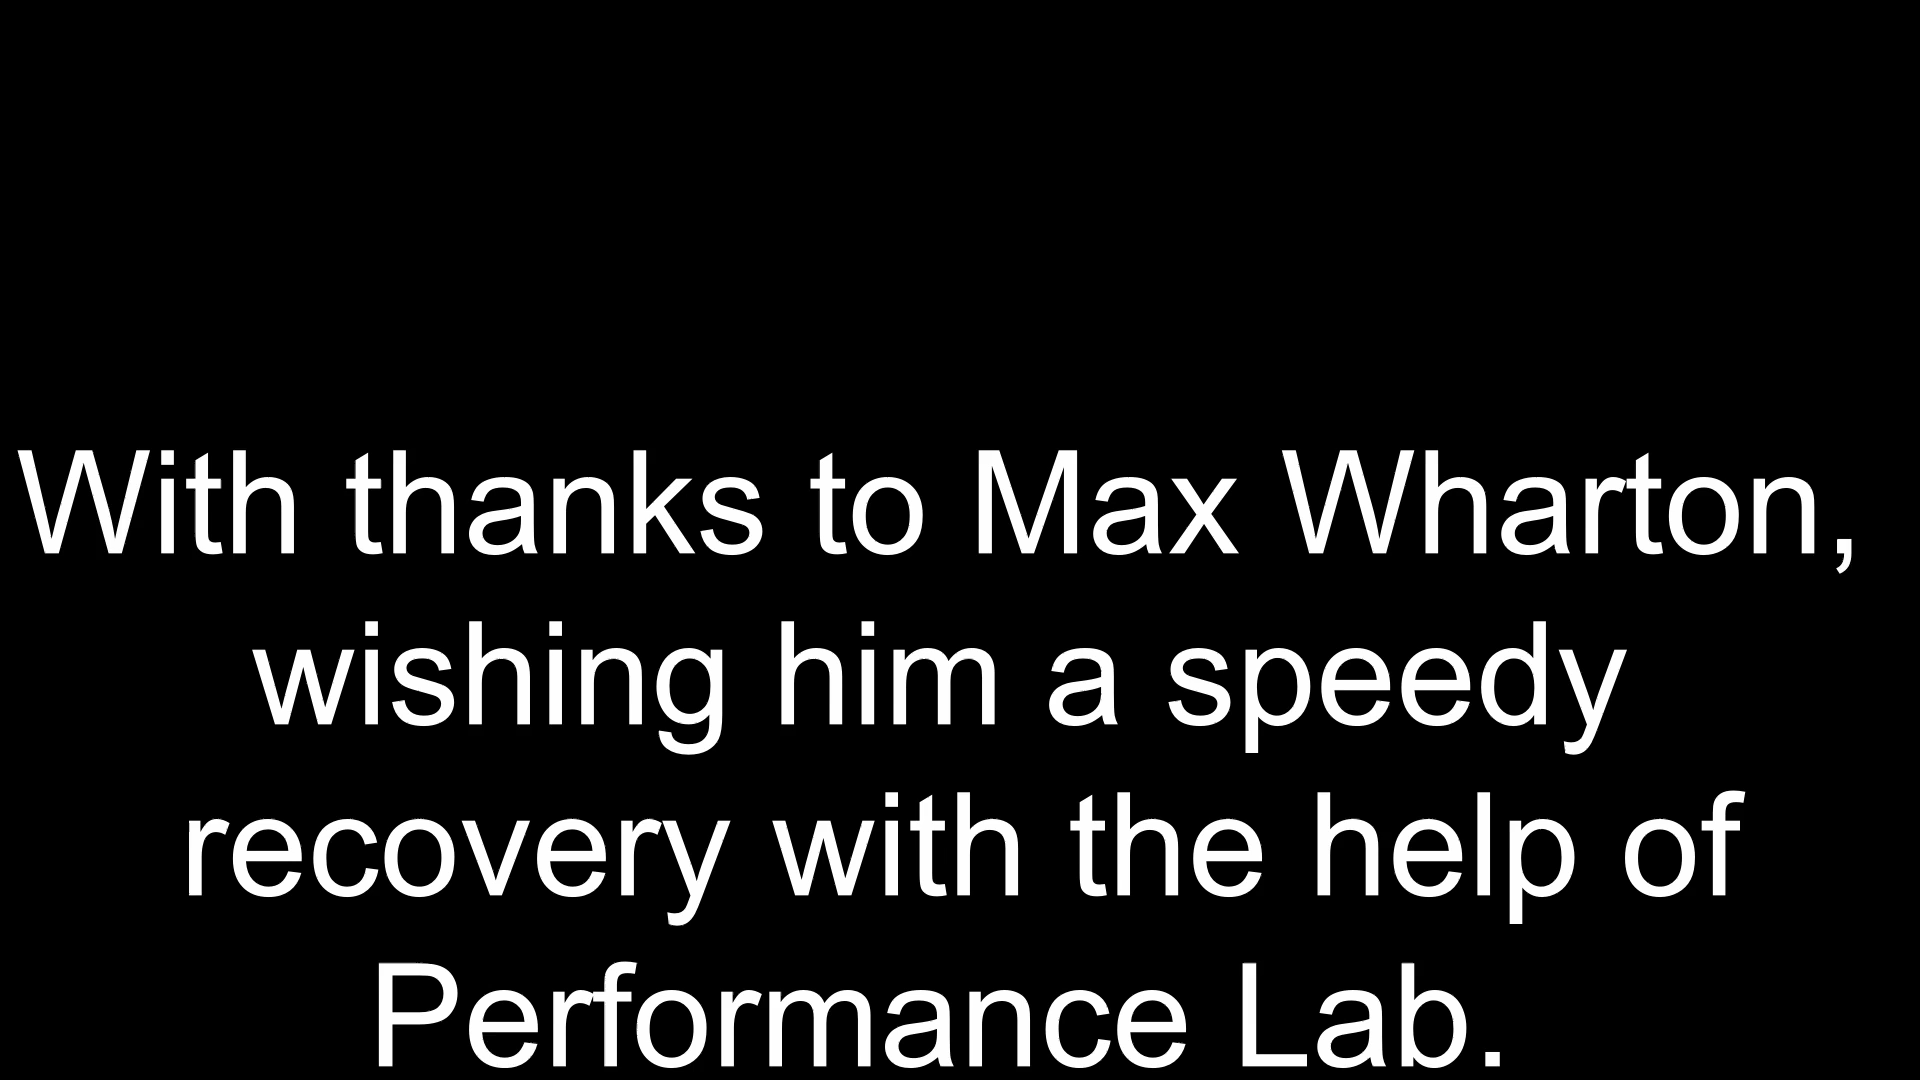 With thanks to Max Wharton,
wishing him a speedy
recovery with the help of
Performance Lab.